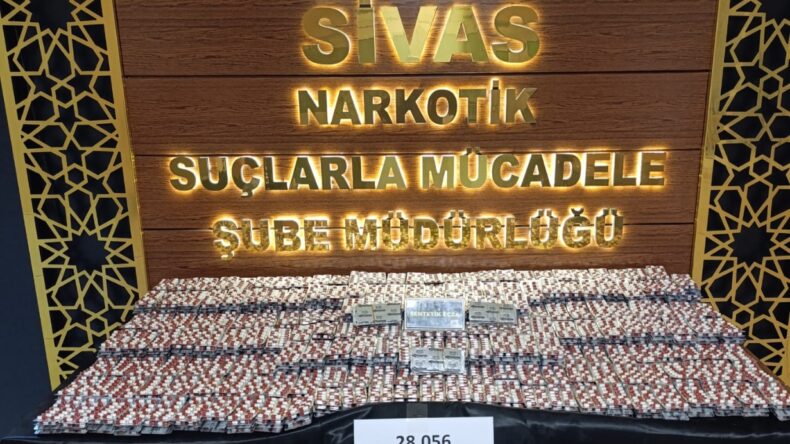 SİVAS
NARKOTİK
SUÇLARLA MÜCADELE
ŞUBE MÜDÜRLÜĞÜ
SENTETİK ECZA
28.056